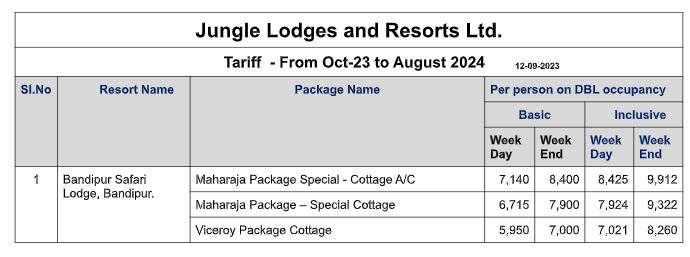 Jungle Lodges and Resorts Ltd.
Tariff - From Oct-23 to August 2024 12-09-2023
Sl.No Resort Name Package Name Per person on DBL occupancy
Basic Inclusive
Week Day Week End Week Day Week End
1 Bandipur Safari Lodge, Bandipur. Maharaja Package Special - Cottage A/C 7,140 8,400 8,425 9,912
Maharaja Package – Special Cottage 6,715 7,900 7,924 9,322
Viceroy Package Cottage 5,950 7,000 7,021 8,260